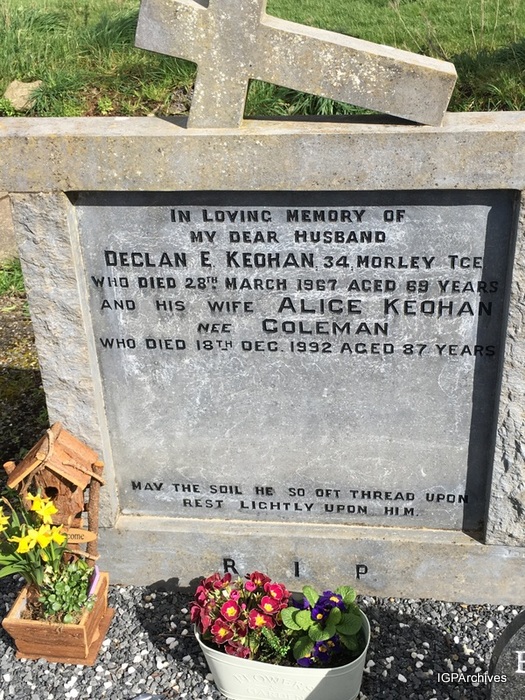 IN LOVING MEMORY OF
MY DEAR HUSBAND
DECLAN E. KEOHAN, 34, MORLEY TCE
WHO DIED 28TH MARCH 1967 AGED 69 YEARS
AND HIS WIFE ALICE KEOHAN
NEE COLEMAN
WHO DIED 18TH DEC. 1992 AGED 87 YEARS
MAY THE SOIL HE SO OFT THREAD UPON
REST LIGHTLY UPON HIM.
R I P
IGPArchives